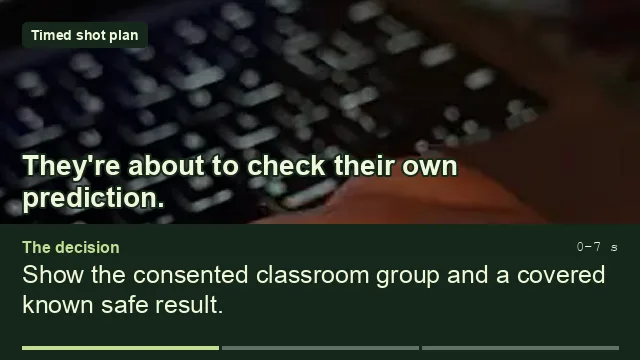 Timed shot plan
They're about to check their own
prediction.
The decision
0–7 s
Show the consented classroom group and a covered
known safe result.